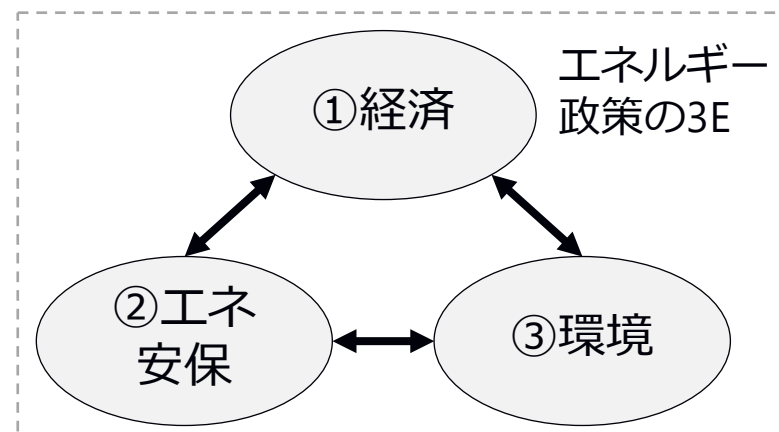 エネルギー
政策の3E
①経済
②エネ
安保
③環境